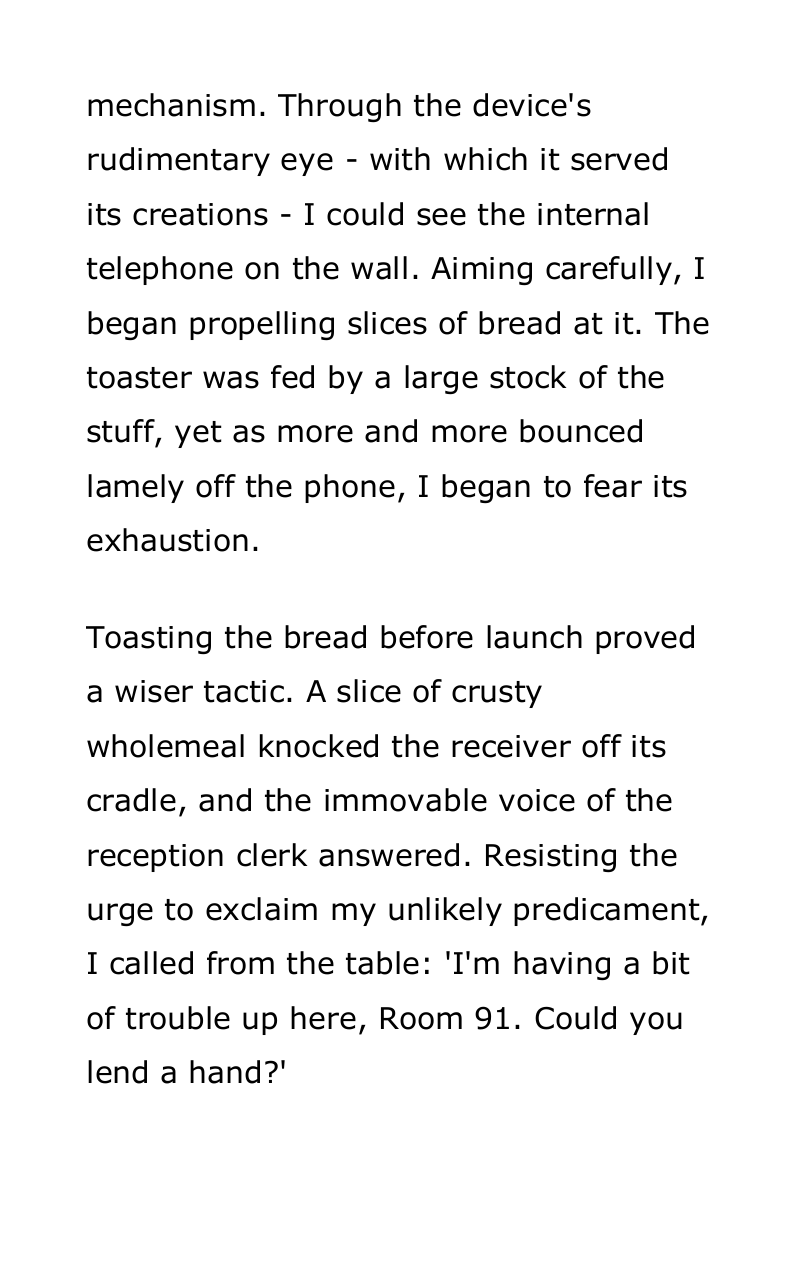 mechanism. Through the device's
rudimentary eye - with which it served
its creations - I could see the internal
telephone on the wall. Aiming carefully, I
began propelling slices of bread at it. The
toaster was fed by a large stock of the
stuff, yet as more and more bounced
lamely off the phone, I began to fear its
exhaustion.
Toasting the bread before launch proved
a wiser tactic. A slice of crusty
wholemeal knocked the receiver off its
cradle, and the immovable voice of the
reception clerk answered. Resisting the
urge to exclaim my unlikely predicament,
I called from the table: 'I'm having a bit
of trouble up here, Room 91. Could you
lend a hand?'